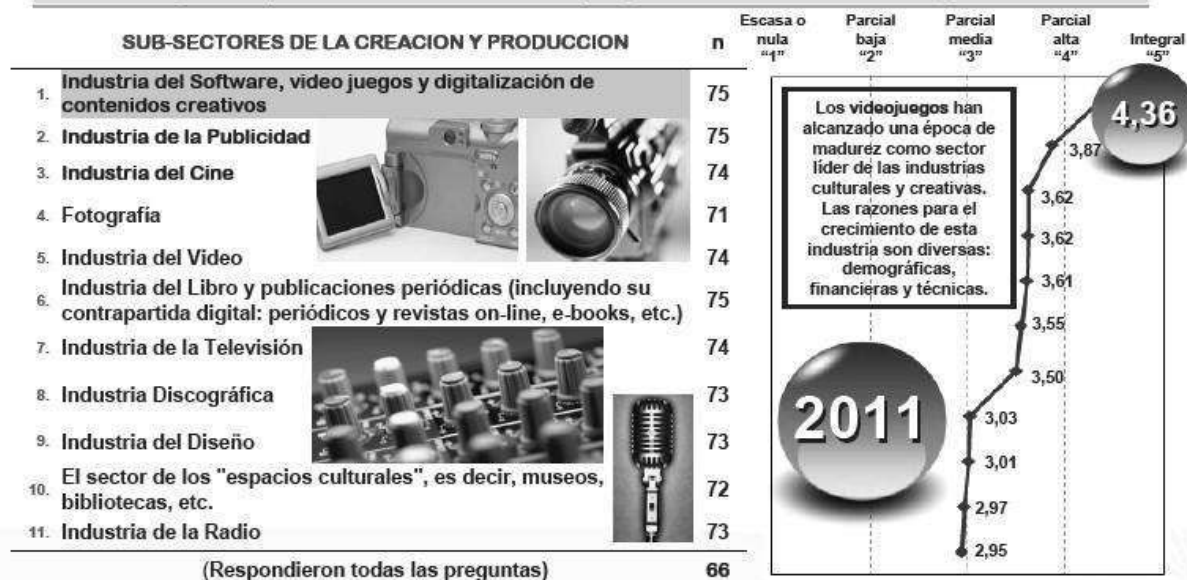 SUB-SECTORES DE LA CREACION Y PRODUCCION
n
Escasa o nula "1"
Parcial baja "2"
Parcial media "3"
Parcial alta "4"
Integral "5"
1. Industria del Software, video juegos y digitalización de
contenidos creativos
75
2. Industria de la Publicidad
75
3. Industria del Cine
74
4. Fotografía
71
5. Industria del Video
74
6. Industria del Libro y publicaciones periódicas (incluyendo su
contrapartida digital: periódicos y revistas on-line, e-books, etc.)
75
7. Industria de la Televisión
74
8. Industria Discográfica
73
9. Industria del Diseño
73
10. El sector de los "espacios culturales", es decir, museos,
bibliotecas, etc.
72
11. Industria de la Radio
73
(Respondieron todas las preguntas)
66
Los videojuegos han
alcanzado una época de
madurez como sector
líder de las industrias
culturales y creativas.
Las razones para el
crecimiento de esta
industria son diversas:
demográficas,
financieras y técnicas.
2011
4,36
3,87
3,62
3,62
3,61
3,55
3,50
3,03
3,01
2,97
2,95